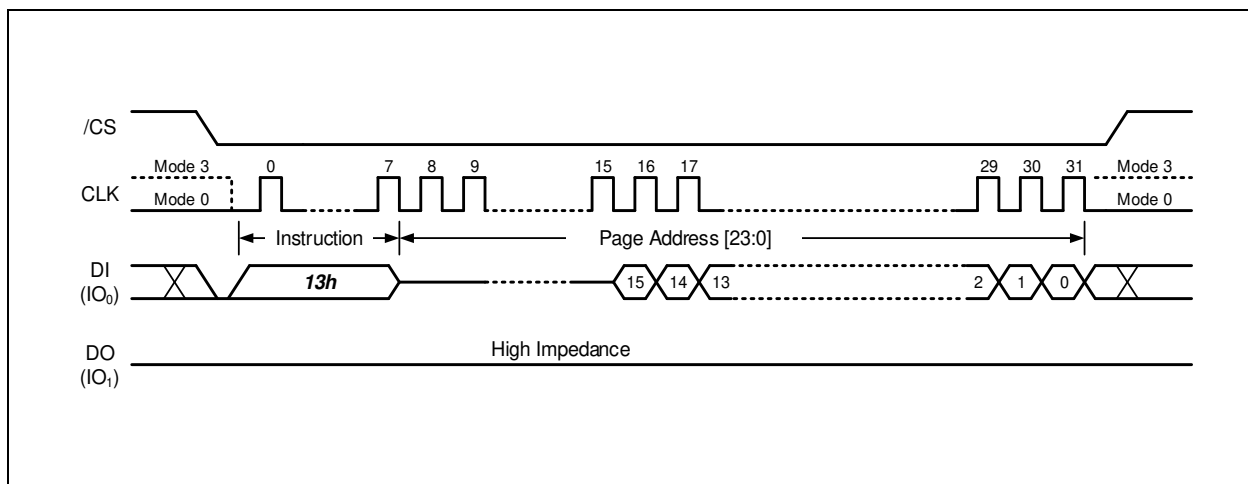 /CS
Mode 3 0 7 8 9 15 16 17 29 30 31 Mode 3
CLK
Mode 0 Mode 0
Instruction Page Address [23:0]
DI
(IO₀)
13h 15 14 13 2 1 0
High Impedance
DO
(IO₁)